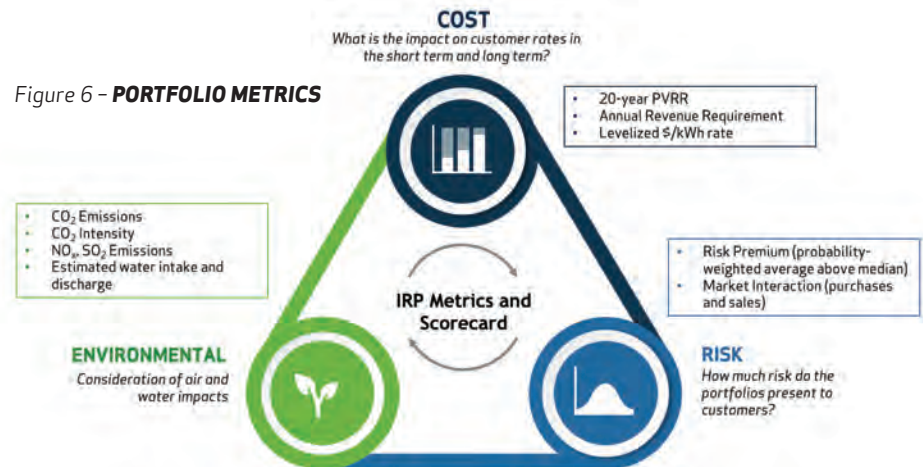 COST
What is the impact on customer rates in
the short term and long term?
Figure 6 – PORTFOLIO METRICS
• 20-year PVRR
• Annual Revenue Requirement
• Levelized $/kWh rate
• CO₂ Emissions
• CO₂ Intensity
• NOₓ, SO₂ Emissions
• Estimated water intake and
discharge
• Risk Premium (probability-
weighted average above median)
• Market Interaction (purchases
and sales)
IRP Metrics and
Scorecard
ENVIRONMENTAL
Consideration of air and
water impacts
RISK
How much risk do the
portfolios present to
customers?